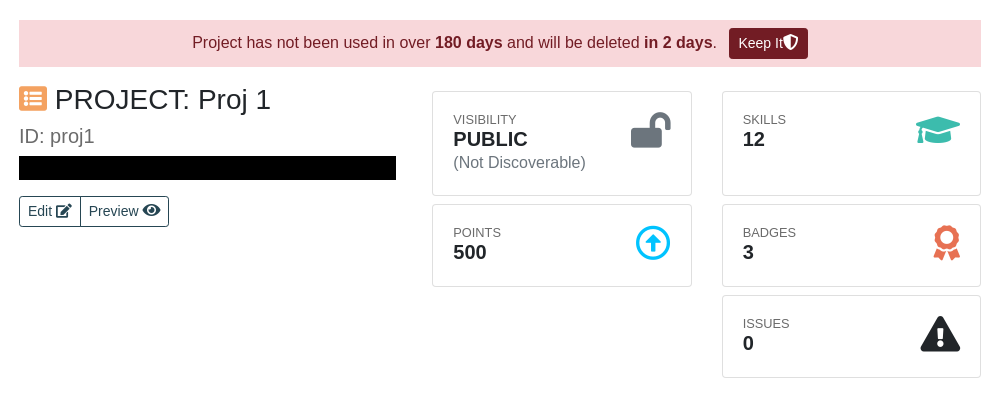 Project has not been used in over 180 days and will be deleted in 2 days. Keep It
PROJECT: Proj 1
ID: proj1
Edit Preview
VISIBILITY
PUBLIC
(Not Discoverable)
POINTS
500
SKILLS
12
BADGES
3
ISSUES
0